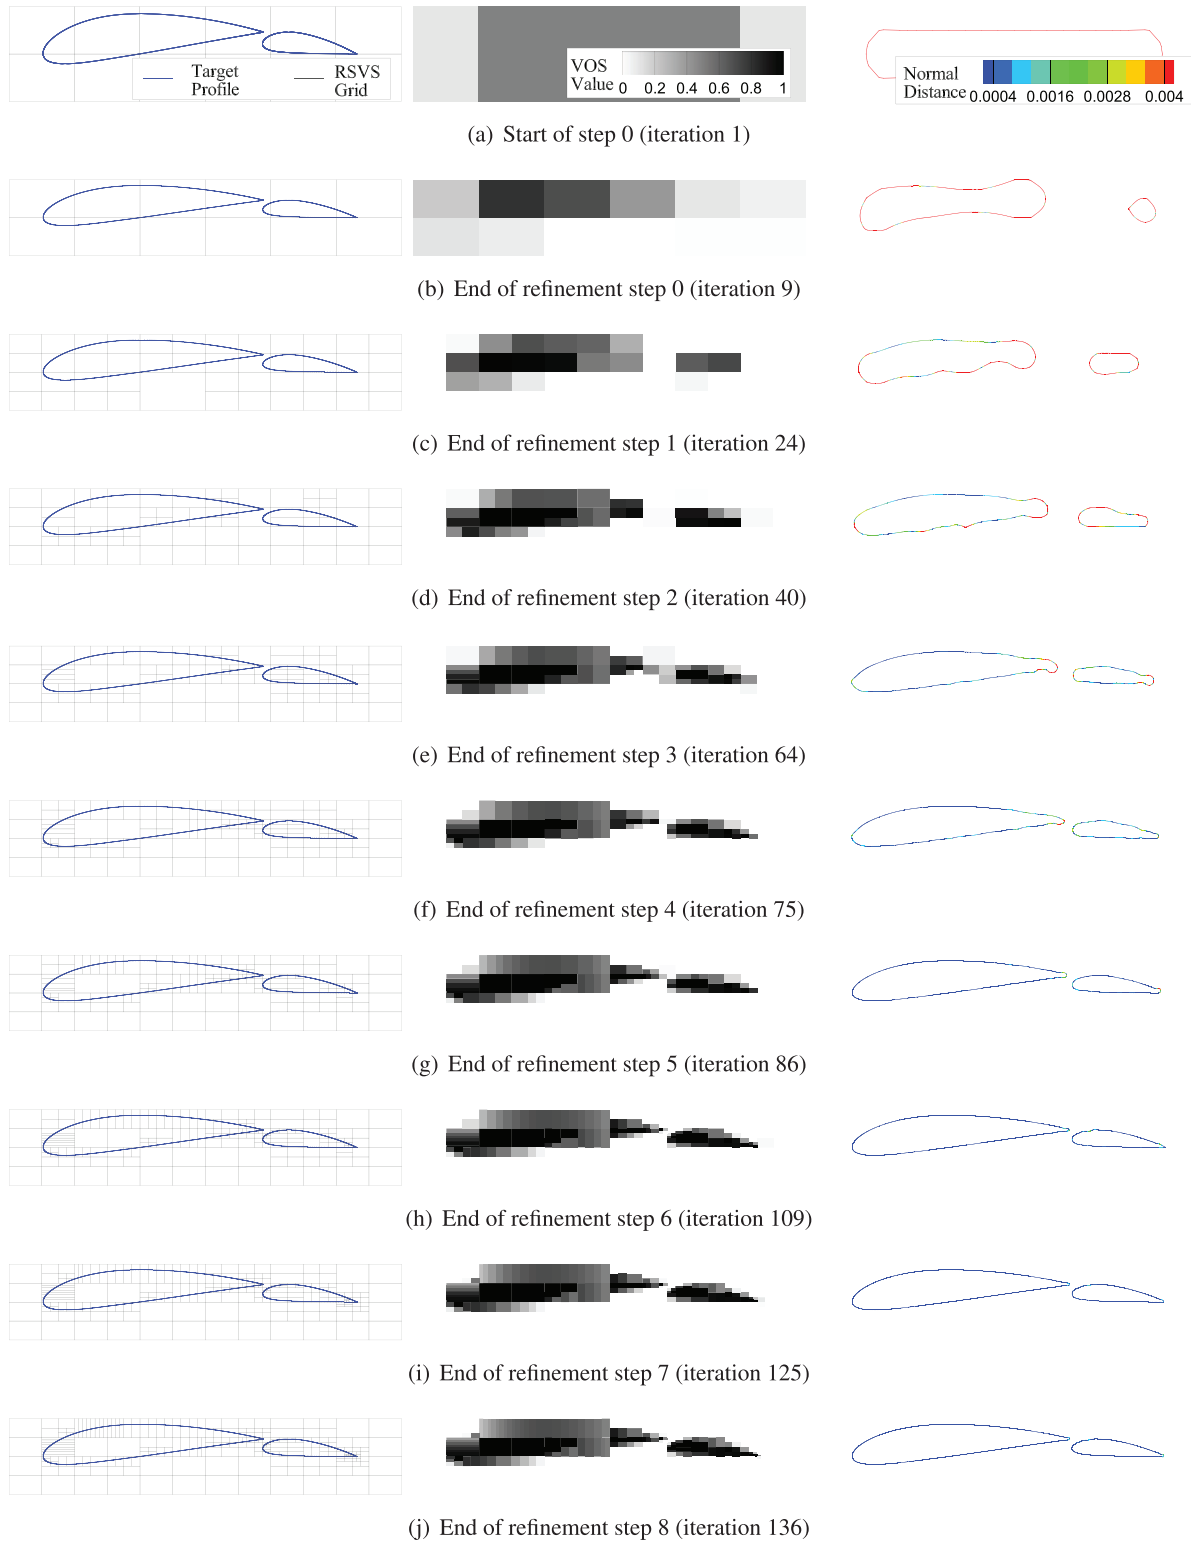 Target
Profile
RSVS
Grid
VOS
Value
0 0.2 0.4 0.6 0.8 1
Normal
Distance
0.0004 0.0016 0.0028 0.004
(a) Start of step 0 (iteration 1)
(b) End of refinement step 0 (iteration 9)
(c) End of refinement step 1 (iteration 24)
(d) End of refinement step 2 (iteration 40)
(e) End of refinement step 3 (iteration 64)
(f) End of refinement step 4 (iteration 75)
(g) End of refinement step 5 (iteration 86)
(h) End of refinement step 6 (iteration 109)
(i) End of refinement step 7 (iteration 125)
(j) End of refinement step 8 (iteration 136)